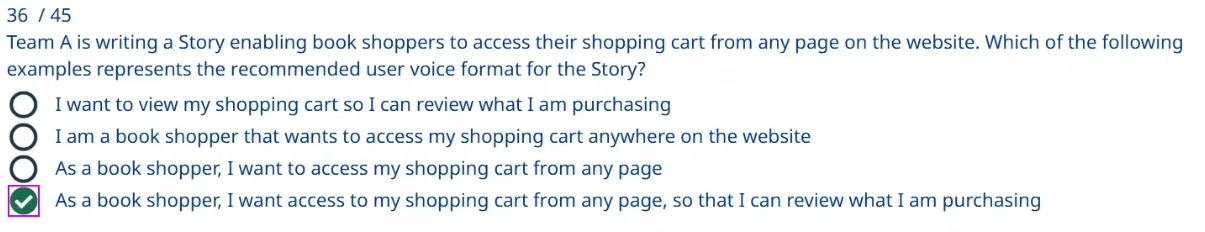 36 / 45
Team A is writing a Story enabling book shoppers to access their shopping cart from any page on the website. Which of the following
examples represents the recommended user voice format for the Story?
I want to view my shopping cart so I can review what I am purchasing
I am a book shopper that wants to access my shopping cart anywhere on the website
As a book shopper, I want to access my shopping cart from any page
As a book shopper, I want access to my shopping cart from any page, so that I can review what I am purchasing